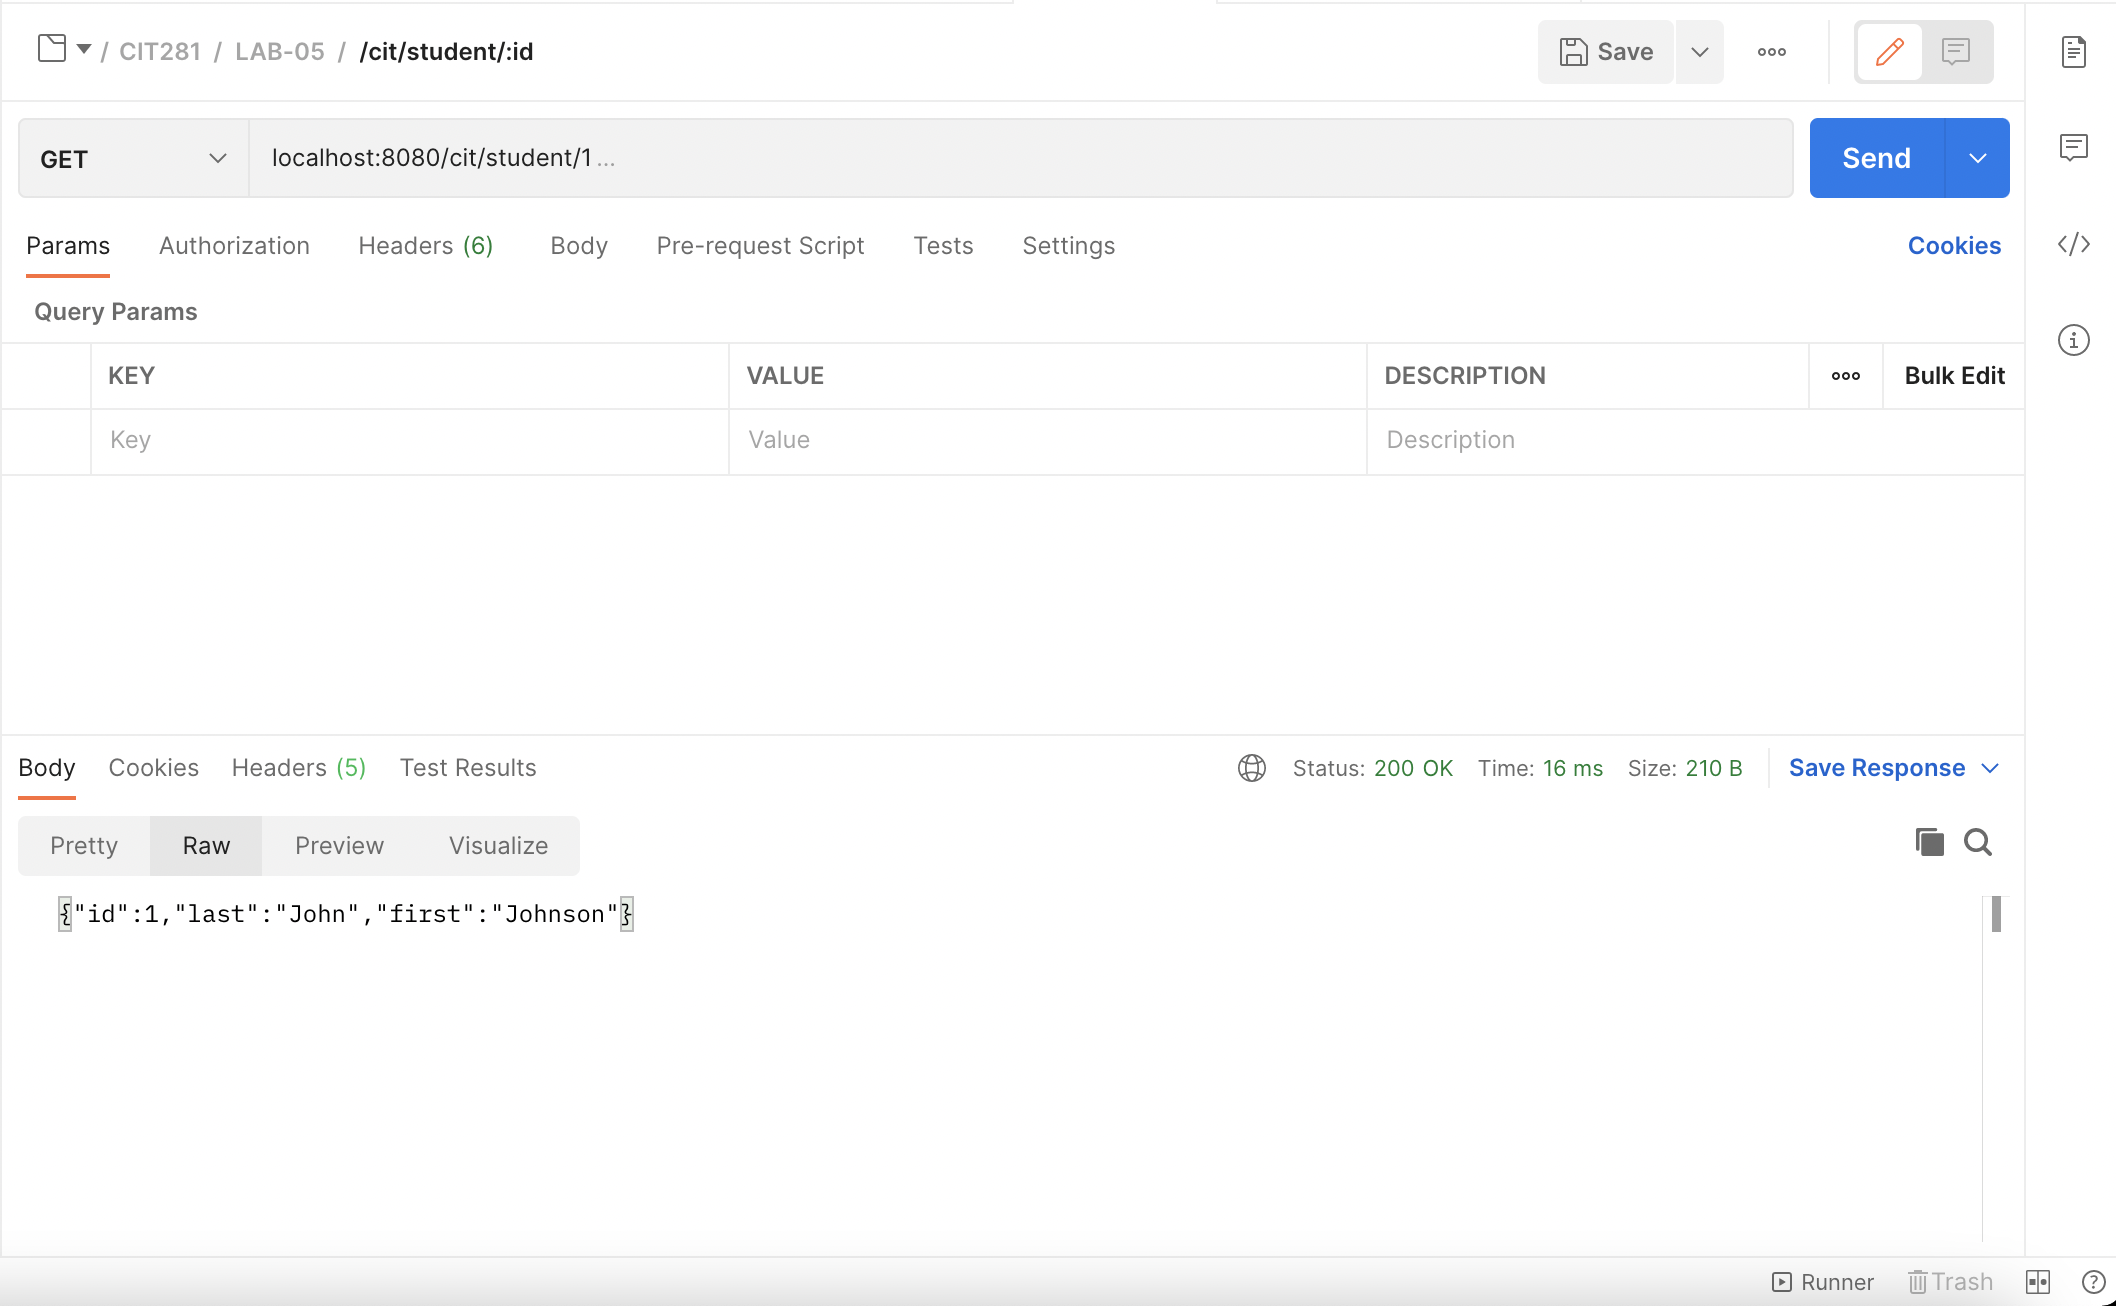 / CIT281 / LAB-05 / /cit/student/:id
Save
GET localhost:8080/cit/student/1 ...
Send
Params Authorization Headers (6) Body Pre-request Script Tests Settings Cookies
Query Params
KEY VALUE DESCRIPTION Bulk Edit
Key Value Description
Body Cookies Headers (5) Test Results Status: 200 OK Time: 16 ms Size: 210 B Save Response
Pretty Raw Preview Visualize
{"id":1,"last":"John","first":"Johnson"}
Runner Trash